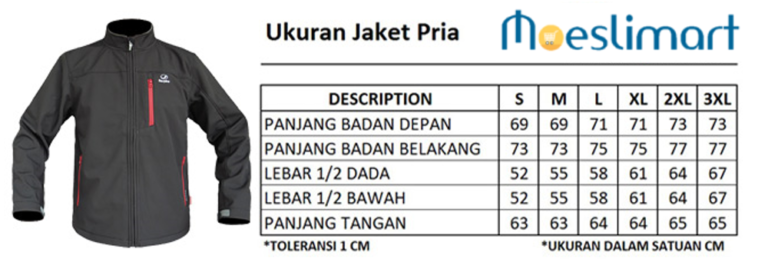 Ukuran Jaket Pria
Moeslimart
DESCRIPTION S M L XL 2XL 3XL
PANJANG BADAN DEPAN 69 69 71 71 73 73
PANJANG BADAN BELAKANG 73 73 75 75 77 77
LEBAR 1/2 DADA 52 55 58 61 64 67
LEBAR 1/2 BAWAH 52 55 58 61 64 67
PANJANG TANGAN 63 63 64 64 65 65
*TOLERANSI 1 CM *UKURAN DALAM SATUAN CM